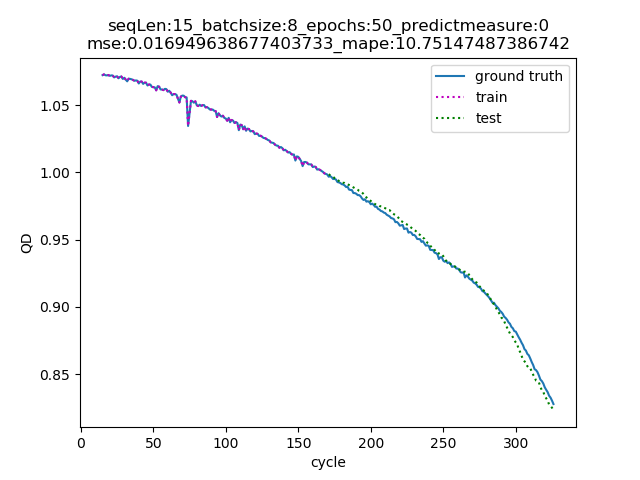 seqLen:15_batchsize:8_epochs:50_predictmeasure:0
mse:0.016949638677403733_mape:10.75147487386742
ground truth
train
test
1.05
1.00
0.95
0.90
0.85
QD
0
50
100
150
200
250
300
cycle